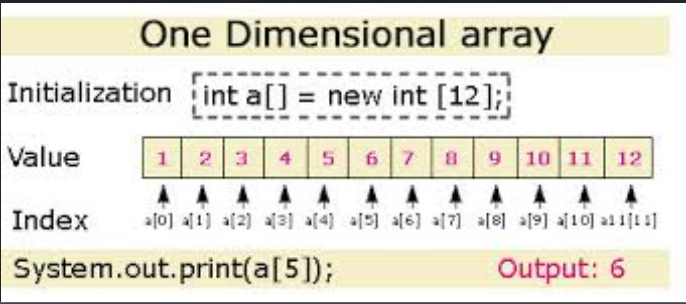 One Dimensional array
Initialization int a[] = new int [12];
Value 1 2 3 4 5 6 7 8 9 10 11 12
Index a[0] a[1] a[2] a[3] a[4] a[5] a[6] a[7] a[8] a[9] a[10] a11[11]
System.out.print(a[5]); Output: 6